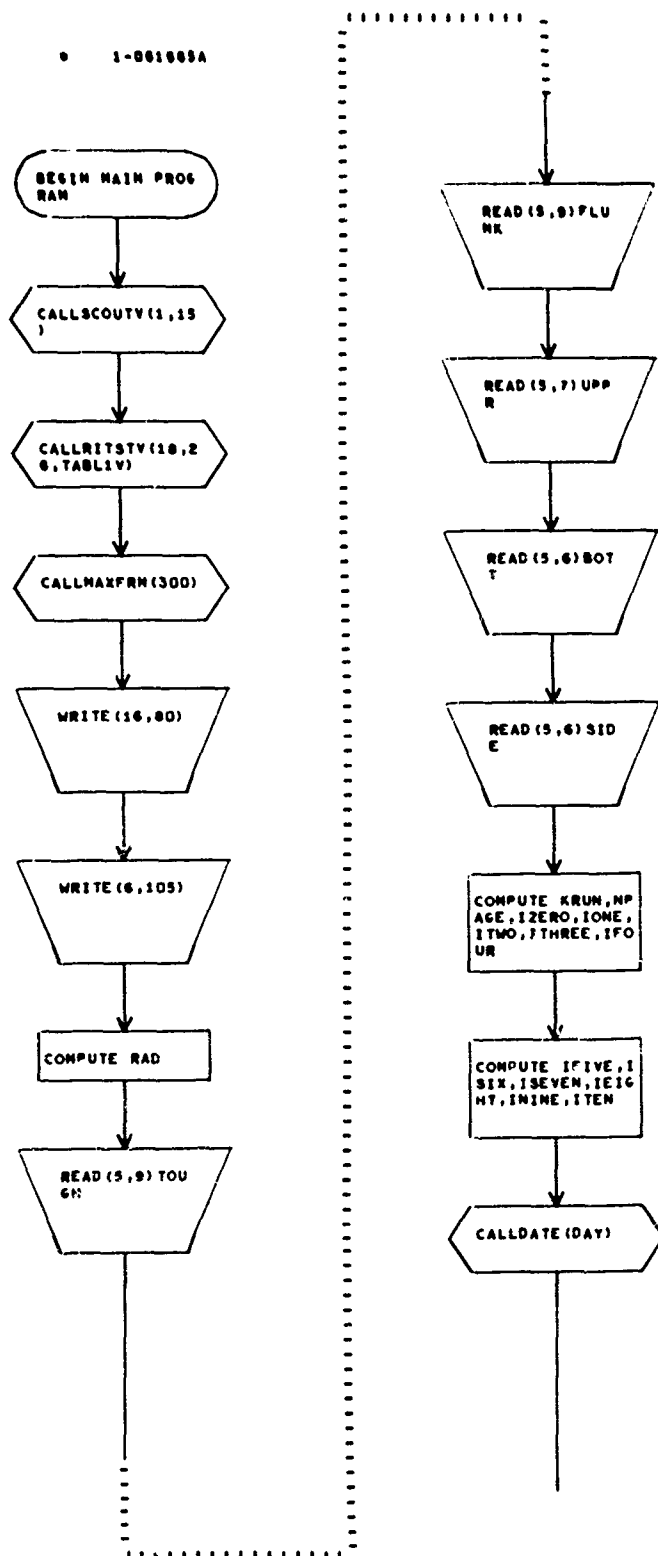 1-061665A
BEGIN MAIN PROG
RAM
CALLSCOUTV(1,15
)
CALLRITSTV(18,2
6,TABL1V)
CALLMAXFRM(300)
WRITE(16,80)
WRITE(6,105)
COMPUTE RAD
READ(5,9)TOU
GH
READ(5,9)FLU
NK
READ(5,7)UPP
R
READ(5,6)BOT
T
READ(5,6)SID
E
COMPUTE KRUN,NP
AGE,IZERO,IONE,
ITWO,ITHREE,IFO
UR
COMPUTE IFIVE,I
SIX,ISEVEN,IEIG
HT,ININE,ITEN
CALLDATE(DAY)